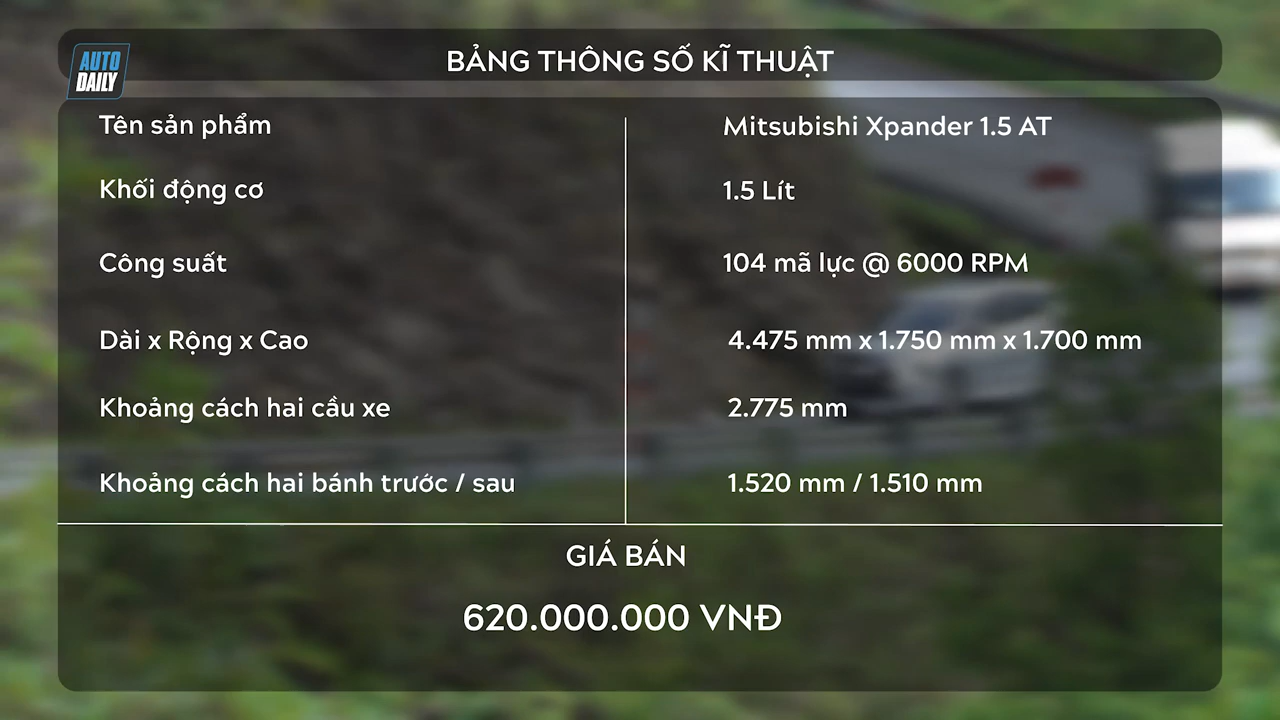 AUTO
DAILY
BẢNG THÔNG SỐ KĨ THUẬT
Tên sản phẩm
Mitsubishi Xpander 1.5 AT
Khối động cơ
1.5 Lít
Công suất
104 mã lực @ 6000 RPM
Dài x Rộng x Cao
4.475 mm x 1.750 mm x 1.700 mm
Khoảng cách hai cầu xe
2.775 mm
Khoảng cách hai bánh trước / sau
1.520 mm / 1.510 mm
GIÁ BÁN
620.000.000 VNĐ